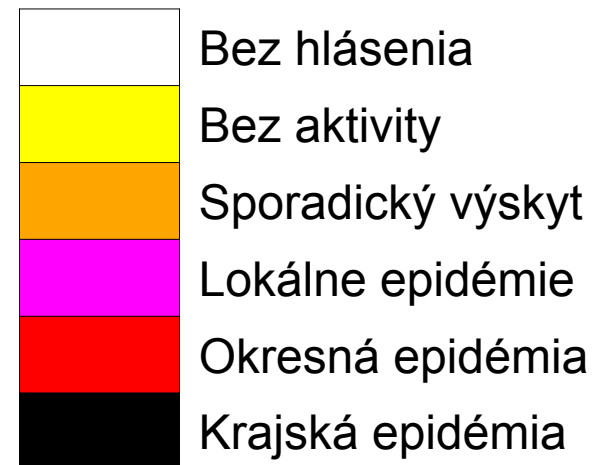 Bez hlásenia
Bez aktivity
Sporadický výskyt
Lokálne epidémie
Okresná epidémia
Krajská epidémia